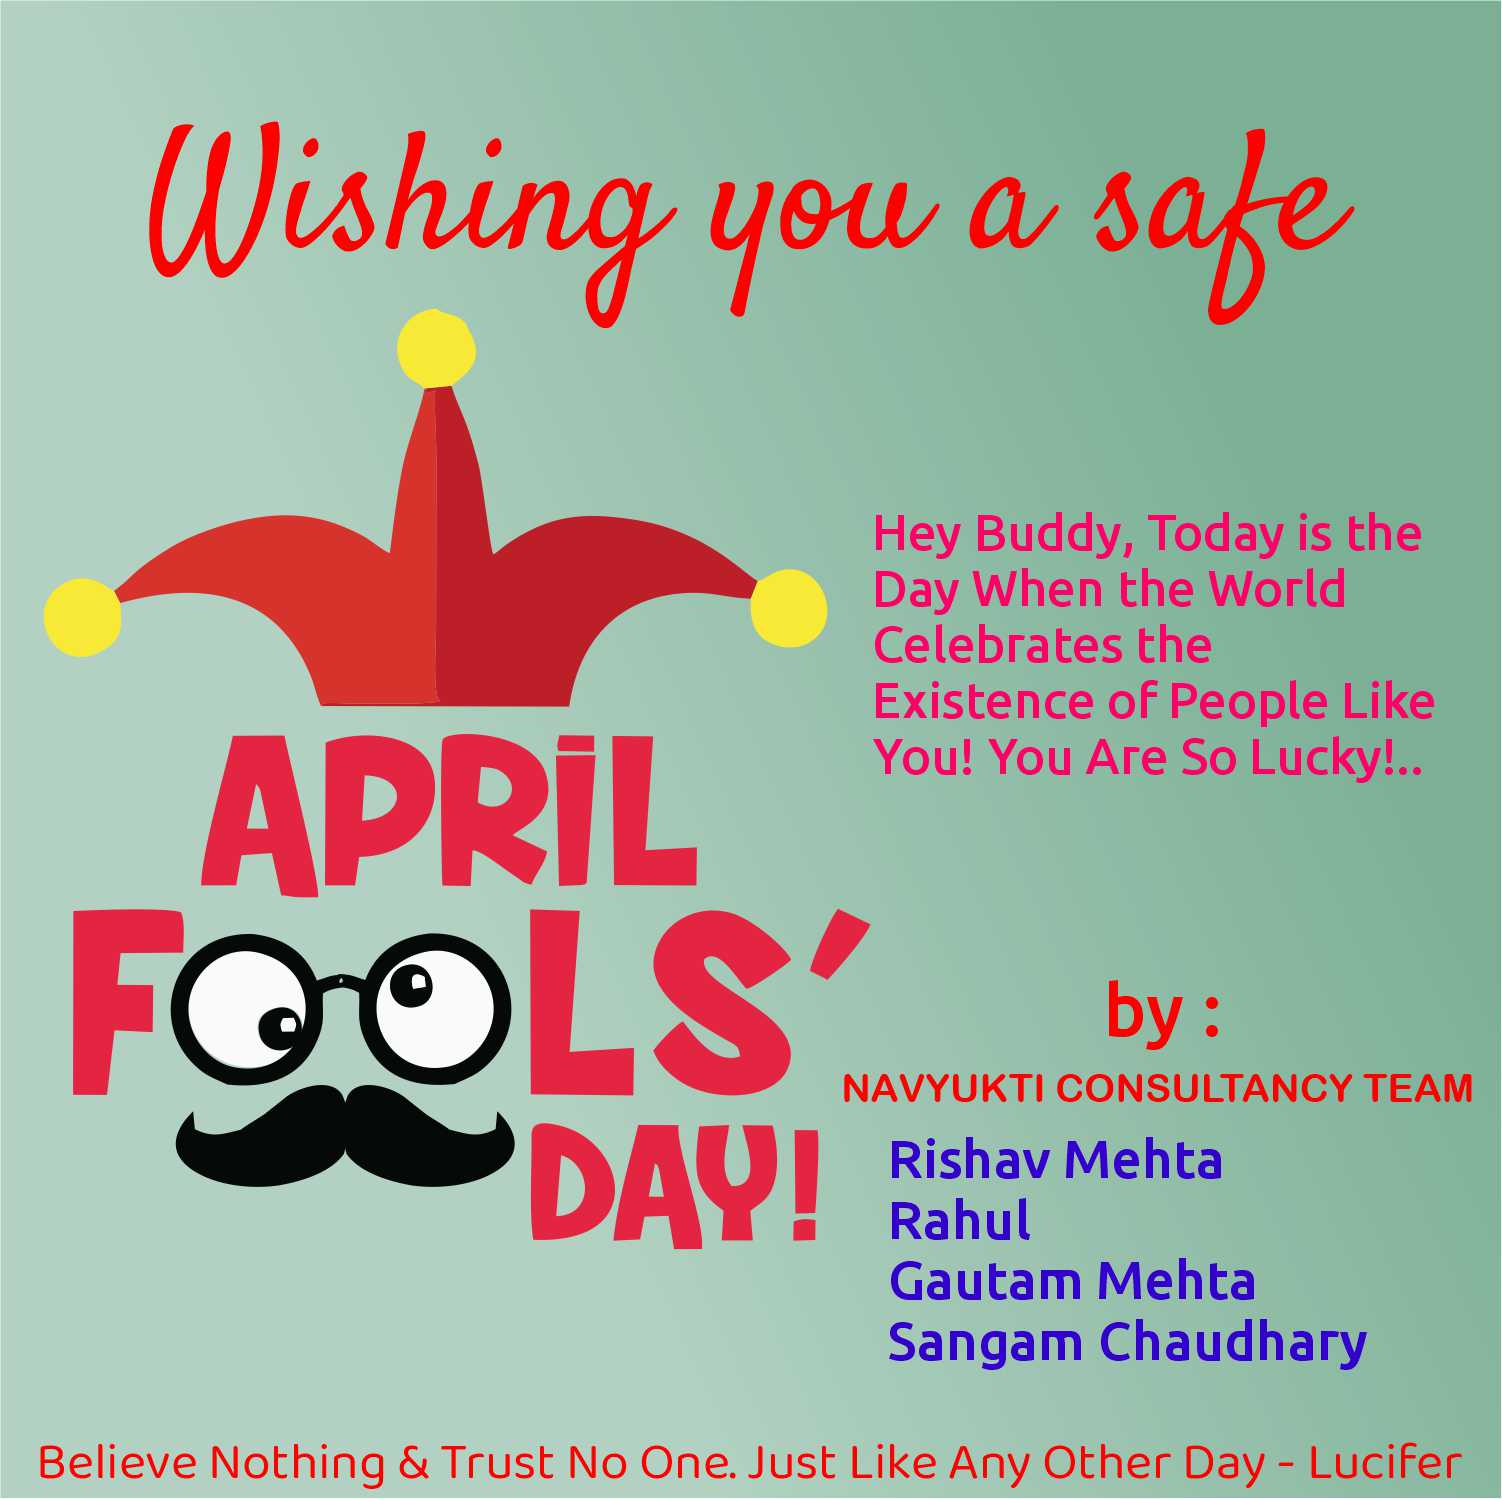 Wishing you a safe
APRIL
FOOLS'
DAY!
Hey Buddy, Today is the
Day When the World
Celebrates the
Existence of People Like
You! You Are So Lucky!..
by :
NAVYUKTI CONSULTANCY TEAM
Rishav Mehta
Rahul
Gautam Mehta
Sangam Chaudhary
Believe Nothing & Trust No One. Just Like Any Other Day - Lucifer